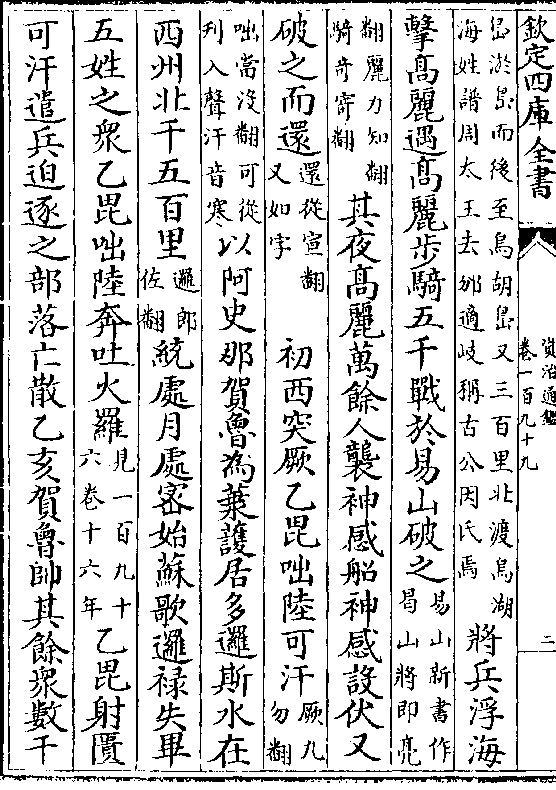 欽定四庫全書
資治通鑑
卷一百九十九
二
島淤島而後至烏胡島又三百里北渡烏湖
海姓譜周太王去邠適岐稱古公因氏焉
將兵浮海
擊高麗遇高麗歩騎五千戰於易山破之
易山新書作
曷山將即亮
翻麗力知翻
騎奇寄翻
其夜高麗萬餘人襲神感船神感設伏又
破之而還
還從宣翻
又如字
初西突厥乙毘咄陸可汗
厥九
勿翻
咄當沒翻可從
刋入聲汗音寒
以阿史那賀魯為葉護居多邏斯水在
西州北千五百里
邏郎
佐翻
統處月處密始蘇歌邏禄失畢
五姓之衆乙毘咄陸奔吐火羅
見一百九十
六卷十六年
乙毘射匱
可汗遣兵迫逐之部落亡散乙亥賀魯帥其餘衆數千